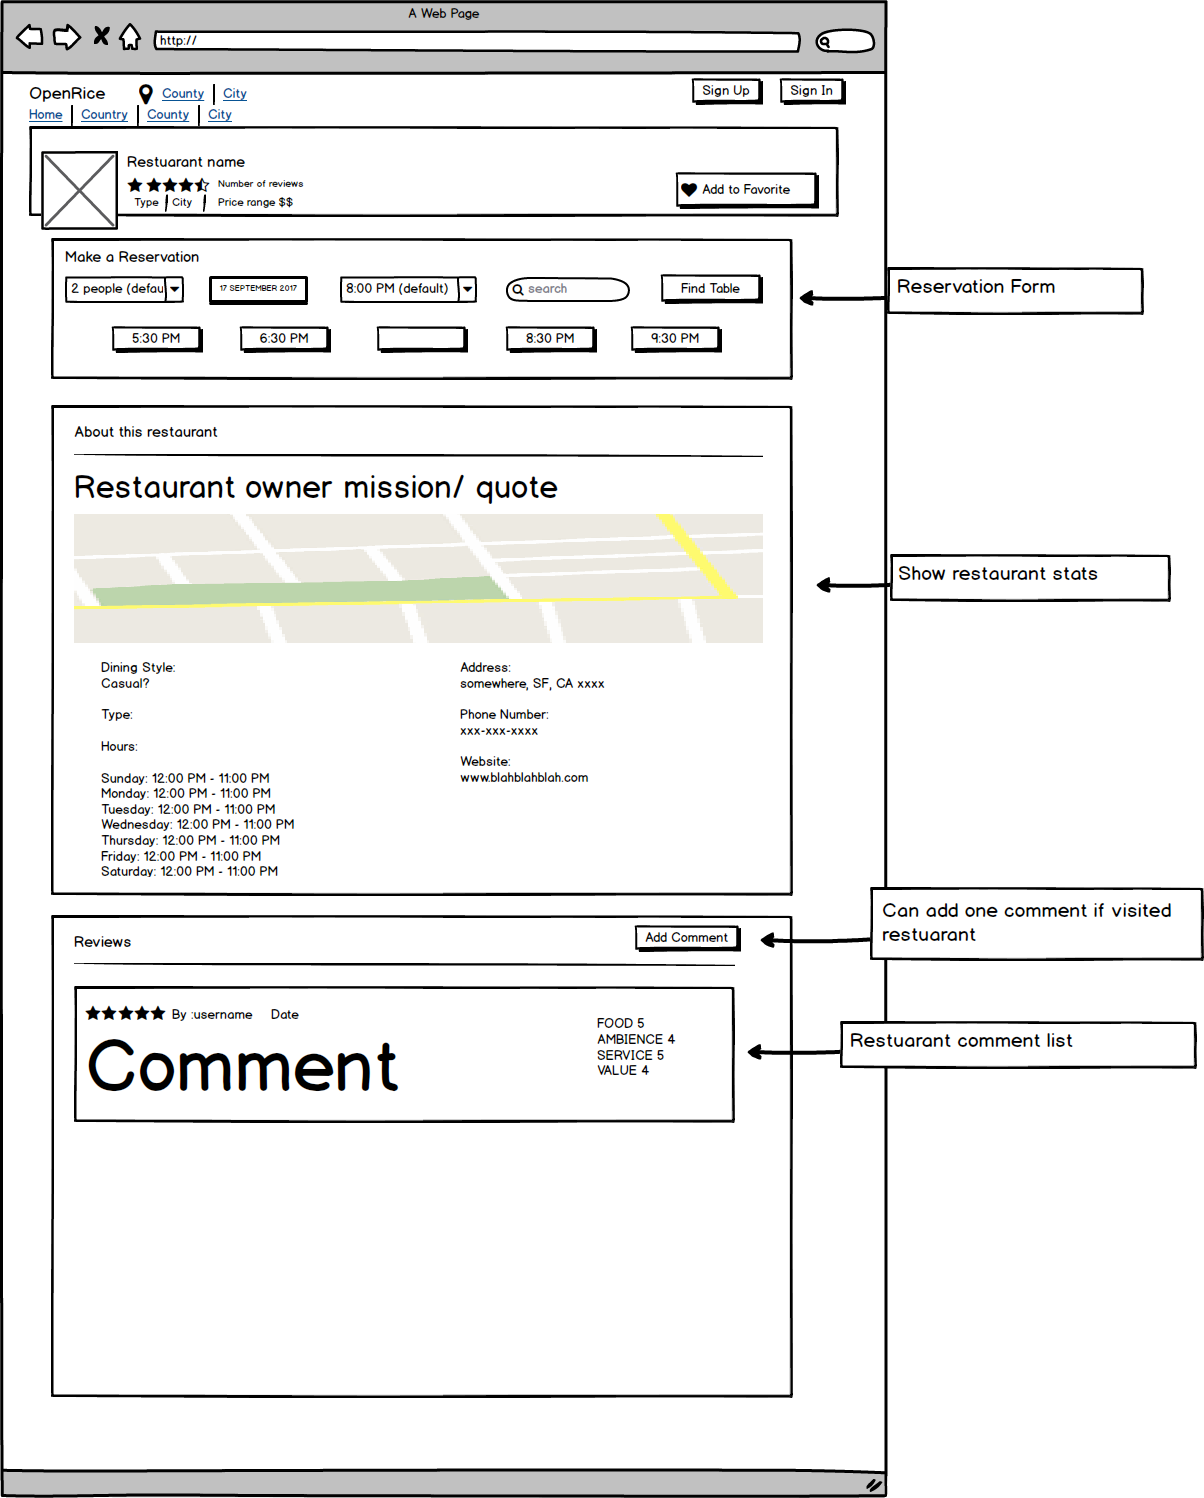 A Web Page
http://
OpenRice County City
Sign Up Sign In
Home Country County City
Restuarant name
Number of reviews
Type City Price range $$
Add to Favorite
Make a Reservation
2 people (defau 17 SEPTEMBER 2017 8:00 PM (default) search Find Table
5:30 PM 6:30 PM 8:30 PM 9:30 PM
Reservation Form
About this restaurant
Restaurant owner mission/ quote
Show restaurant stats
Dining Style:
Casual?
Type:
Hours:
Sunday: 12:00 PM - 11:00 PM
Monday: 12:00 PM - 11:00 PM
Tuesday: 12:00 PM - 11:00 PM
Wednesday: 12:00 PM - 11:00 PM
Thursday: 12:00 PM - 11:00 PM
Friday: 12:00 PM - 11:00 PM
Saturday: 12:00 PM - 11:00 PM
Address:
somewhere, SF, CA xxxx
Phone Number:
xxx-xxx-xxxx
Website:
www.blahblahblah.com
Reviews
Add Comment
Can add one comment if visited
restuarant
By :username Date
Comment
FOOD 5
AMBIENCE 4
SERVICE 5
VALUE 4
Restuarant comment list